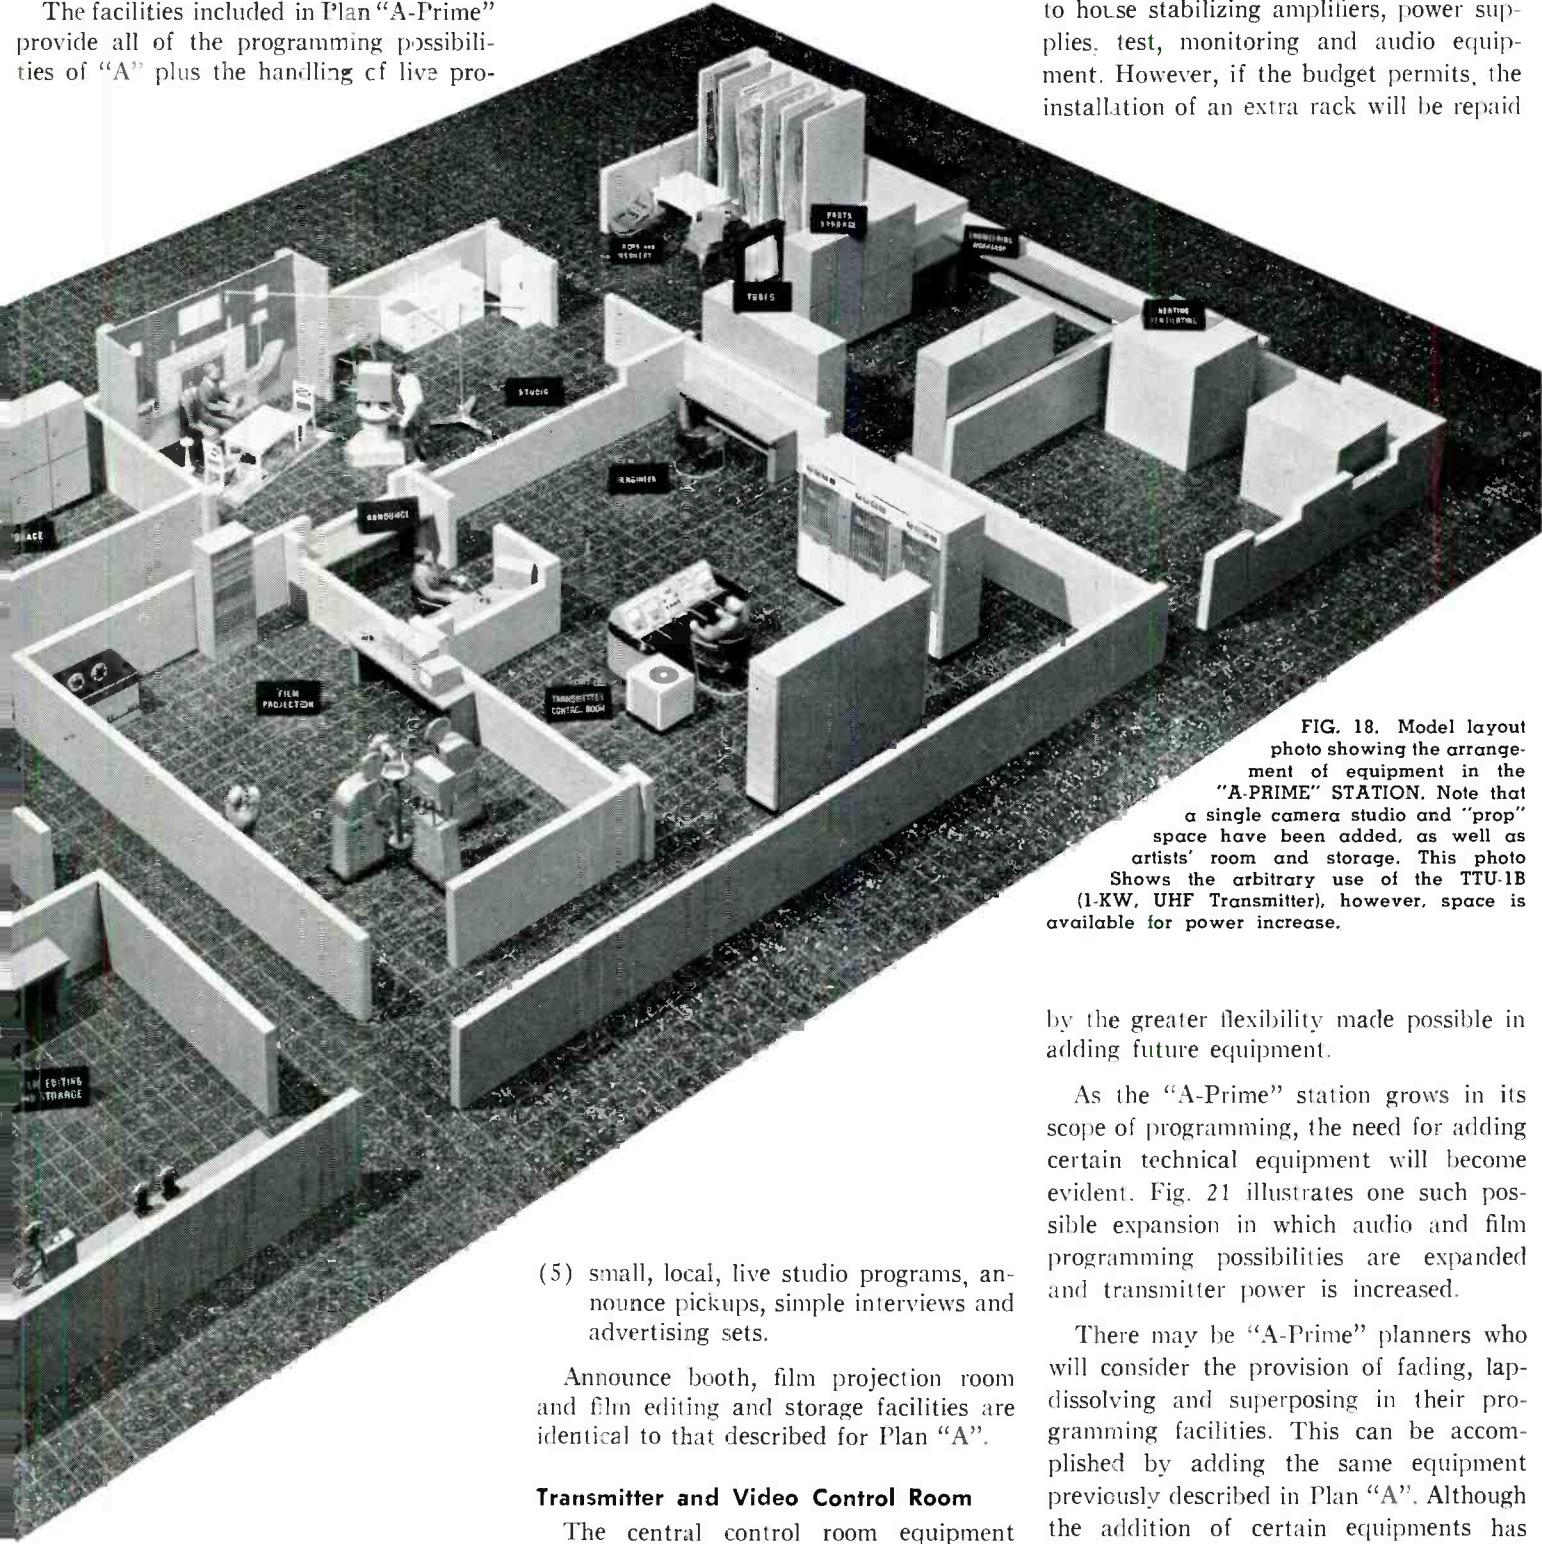 The facilities included in Plan “A-Prime”
provide all of the programming possibili-
ties of “A” plus the handling of live pro-
to house stabilizing amplifiers, power sup-
plies, test, monitoring and audio equip-
ment. However, if the budget permits, the
installation of an extra rack will be repaid
PARTS
STORAGE
TUBES
HEATING
VENTILATING
STUDIO
ENGINEER
ANNOUNCE
FILM
PROJECTION
TRANSMITTER
CONTROL ROOM
EDITING
STORAGE
FIG. 18. Model layout
photo showing the arrange-
ment of equipment in the
“A-PRIME” STATION. Note that
a single camera studio and “prop”
space have been added, as well as
artists’ room and storage. This photo
Shows the arbitrary use of the TTU-1B
(1-KW, UHF Transmitter), however, space is
available for power increase.
(5) small, local, live studio programs, an-
nounce pickups, simple interviews and
advertising sets.
Announce booth, film projection room
and film editing and storage facilities are
identical to that described for Plan “A”.
Transmitter and Video Control Room
The central control room equipment
by the greater flexibility made possible in
adding future equipment.
As the “A-Prime” station grows in its
scope of programming, the need for adding
certain technical equipment will become
evident. Fig. 21 illustrates one such pos-
sible expansion in which audio and film
programming possibilities are expanded
and transmitter power is increased.
There may be “A-Prime” planners who
will consider the provision of fading, lap-
dissolving and superposing in their pro-
gramming facilities. This can be accom-
plished by adding the same equipment
previously described in Plan “A”. Although
the addition of certain equipments has